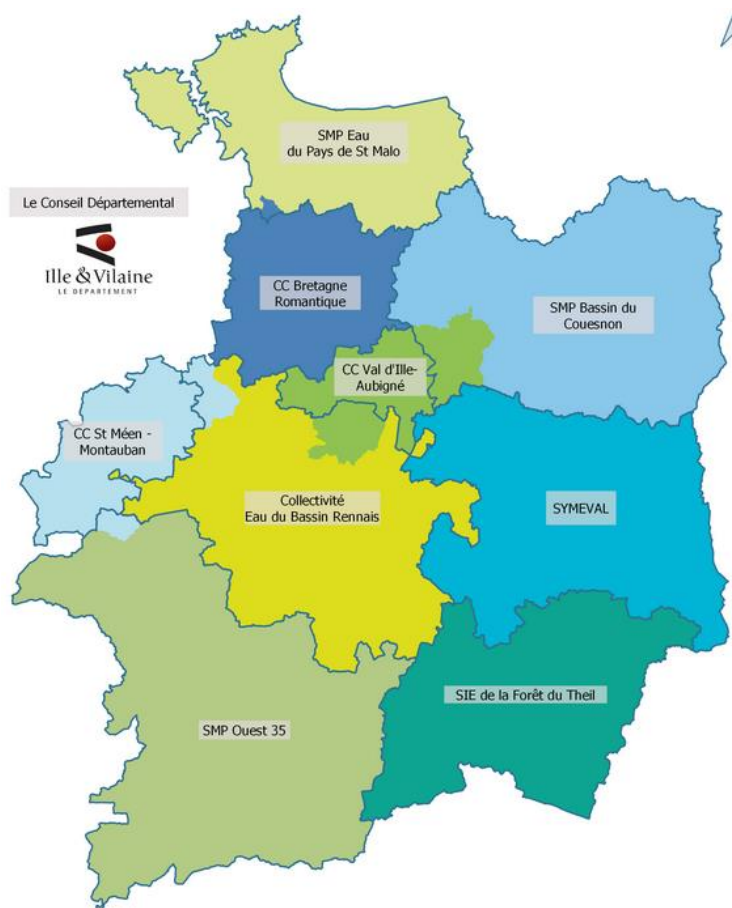 SMP Eau
du Pays de St Malo
Le Conseil Départemental
Ille & Vilaine
LE DÉPARTEMENT
CC Bretagne
Romantique
SMP Bassin du
Couesnon
CC Val d'Ille-
Aubigné
CC St Méen -
Montauban
Collectivité
Eau du Bassin Rennais
SYMEVAL
SIE de la Forêt du Theil
SMP Ouest 35